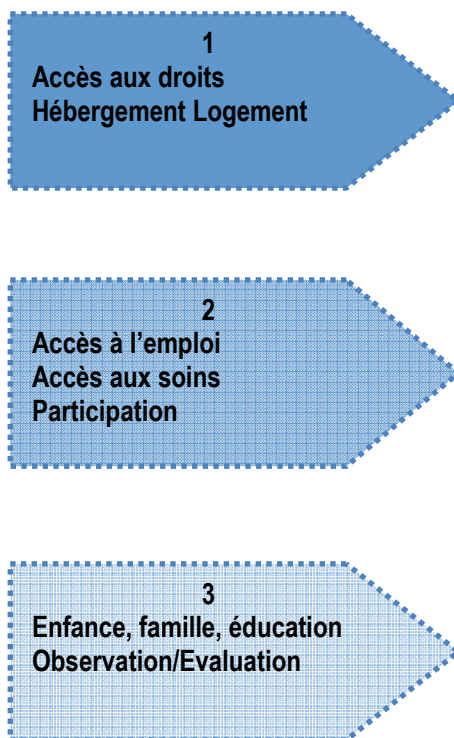 1
Accès aux droits
Hébergement Logement
2
Accès à l’emploi
Accès aux soins
Participation
3
Enfance, famille, éducation
Observation/Evaluation